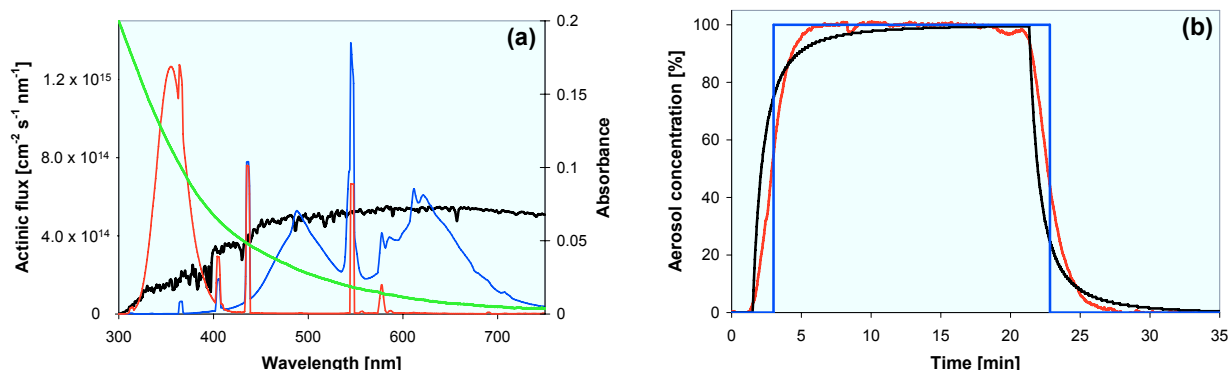 (a)
Actinic flux [cm⁻² s⁻¹ nm⁻¹]
1.2 x 10¹⁵
8.0 x 10¹⁴
4.0 x 10¹⁴
0
0.2
0.15
0.1
0.05
0
Absorbance
300 400 500 600 700
Wavelength [nm]
(b)
Aerosol concentration [%]
100
80
60
40
20
0
0 5 10 15 20 25 30 35
Time [min]